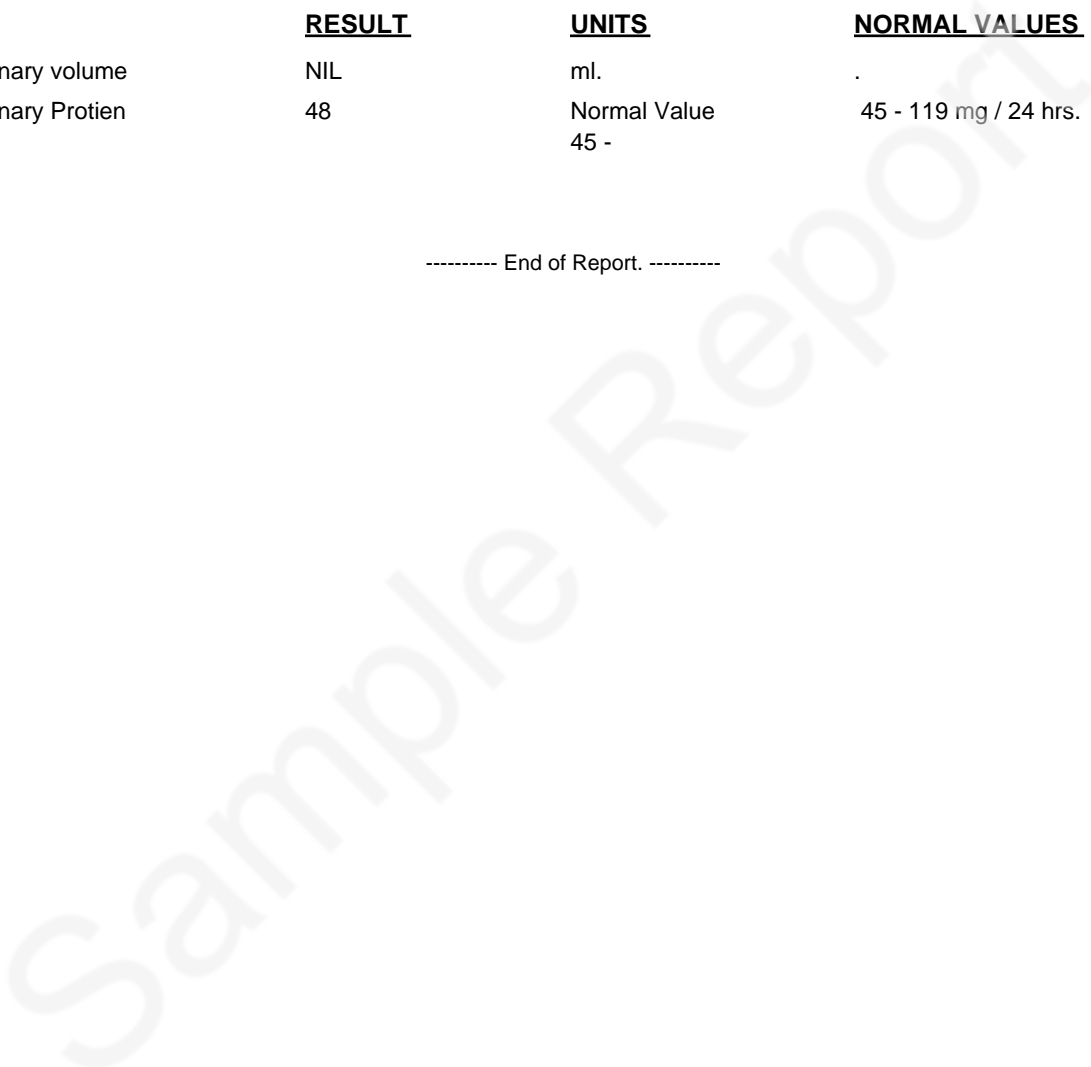 RESULT UNITS NORMAL VALUES
nary volume NIL ml. .
nary Protien 48 Normal Value 45 - 119 mg / 24 hrs.
45 -
---------- End of Report. ----------
Sample Report